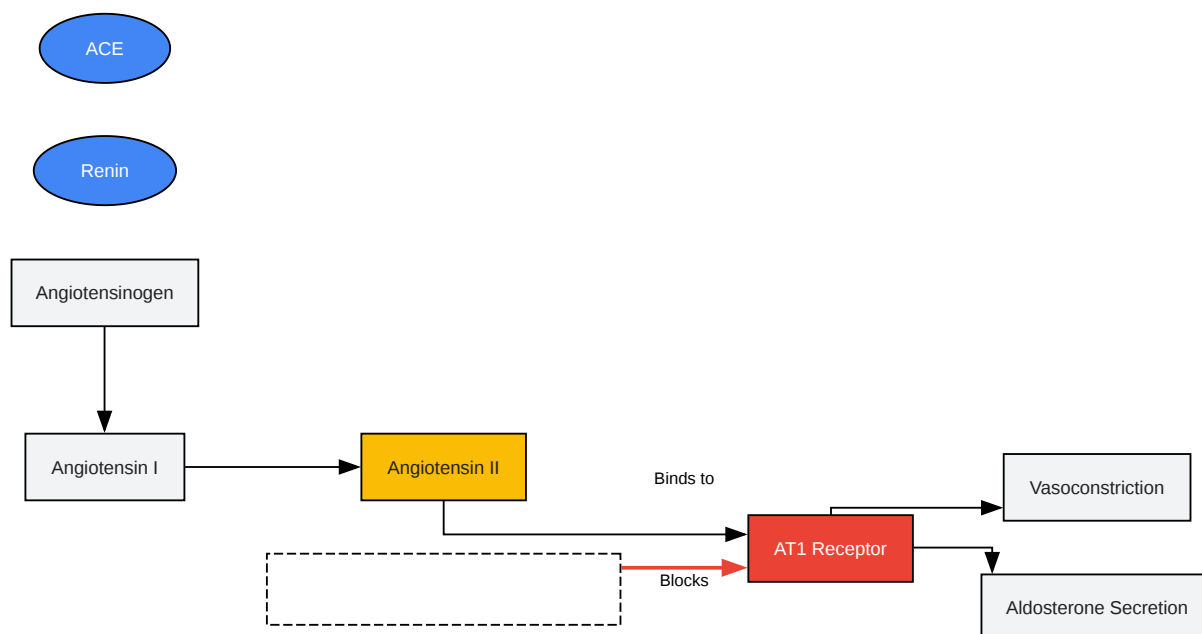 ACE
Renin
Angiotensinogen
Angiotensin I
Angiotensin II
Binds to
Vasoconstriction
AT1 Receptor
Blocks
Aldosterone Secretion